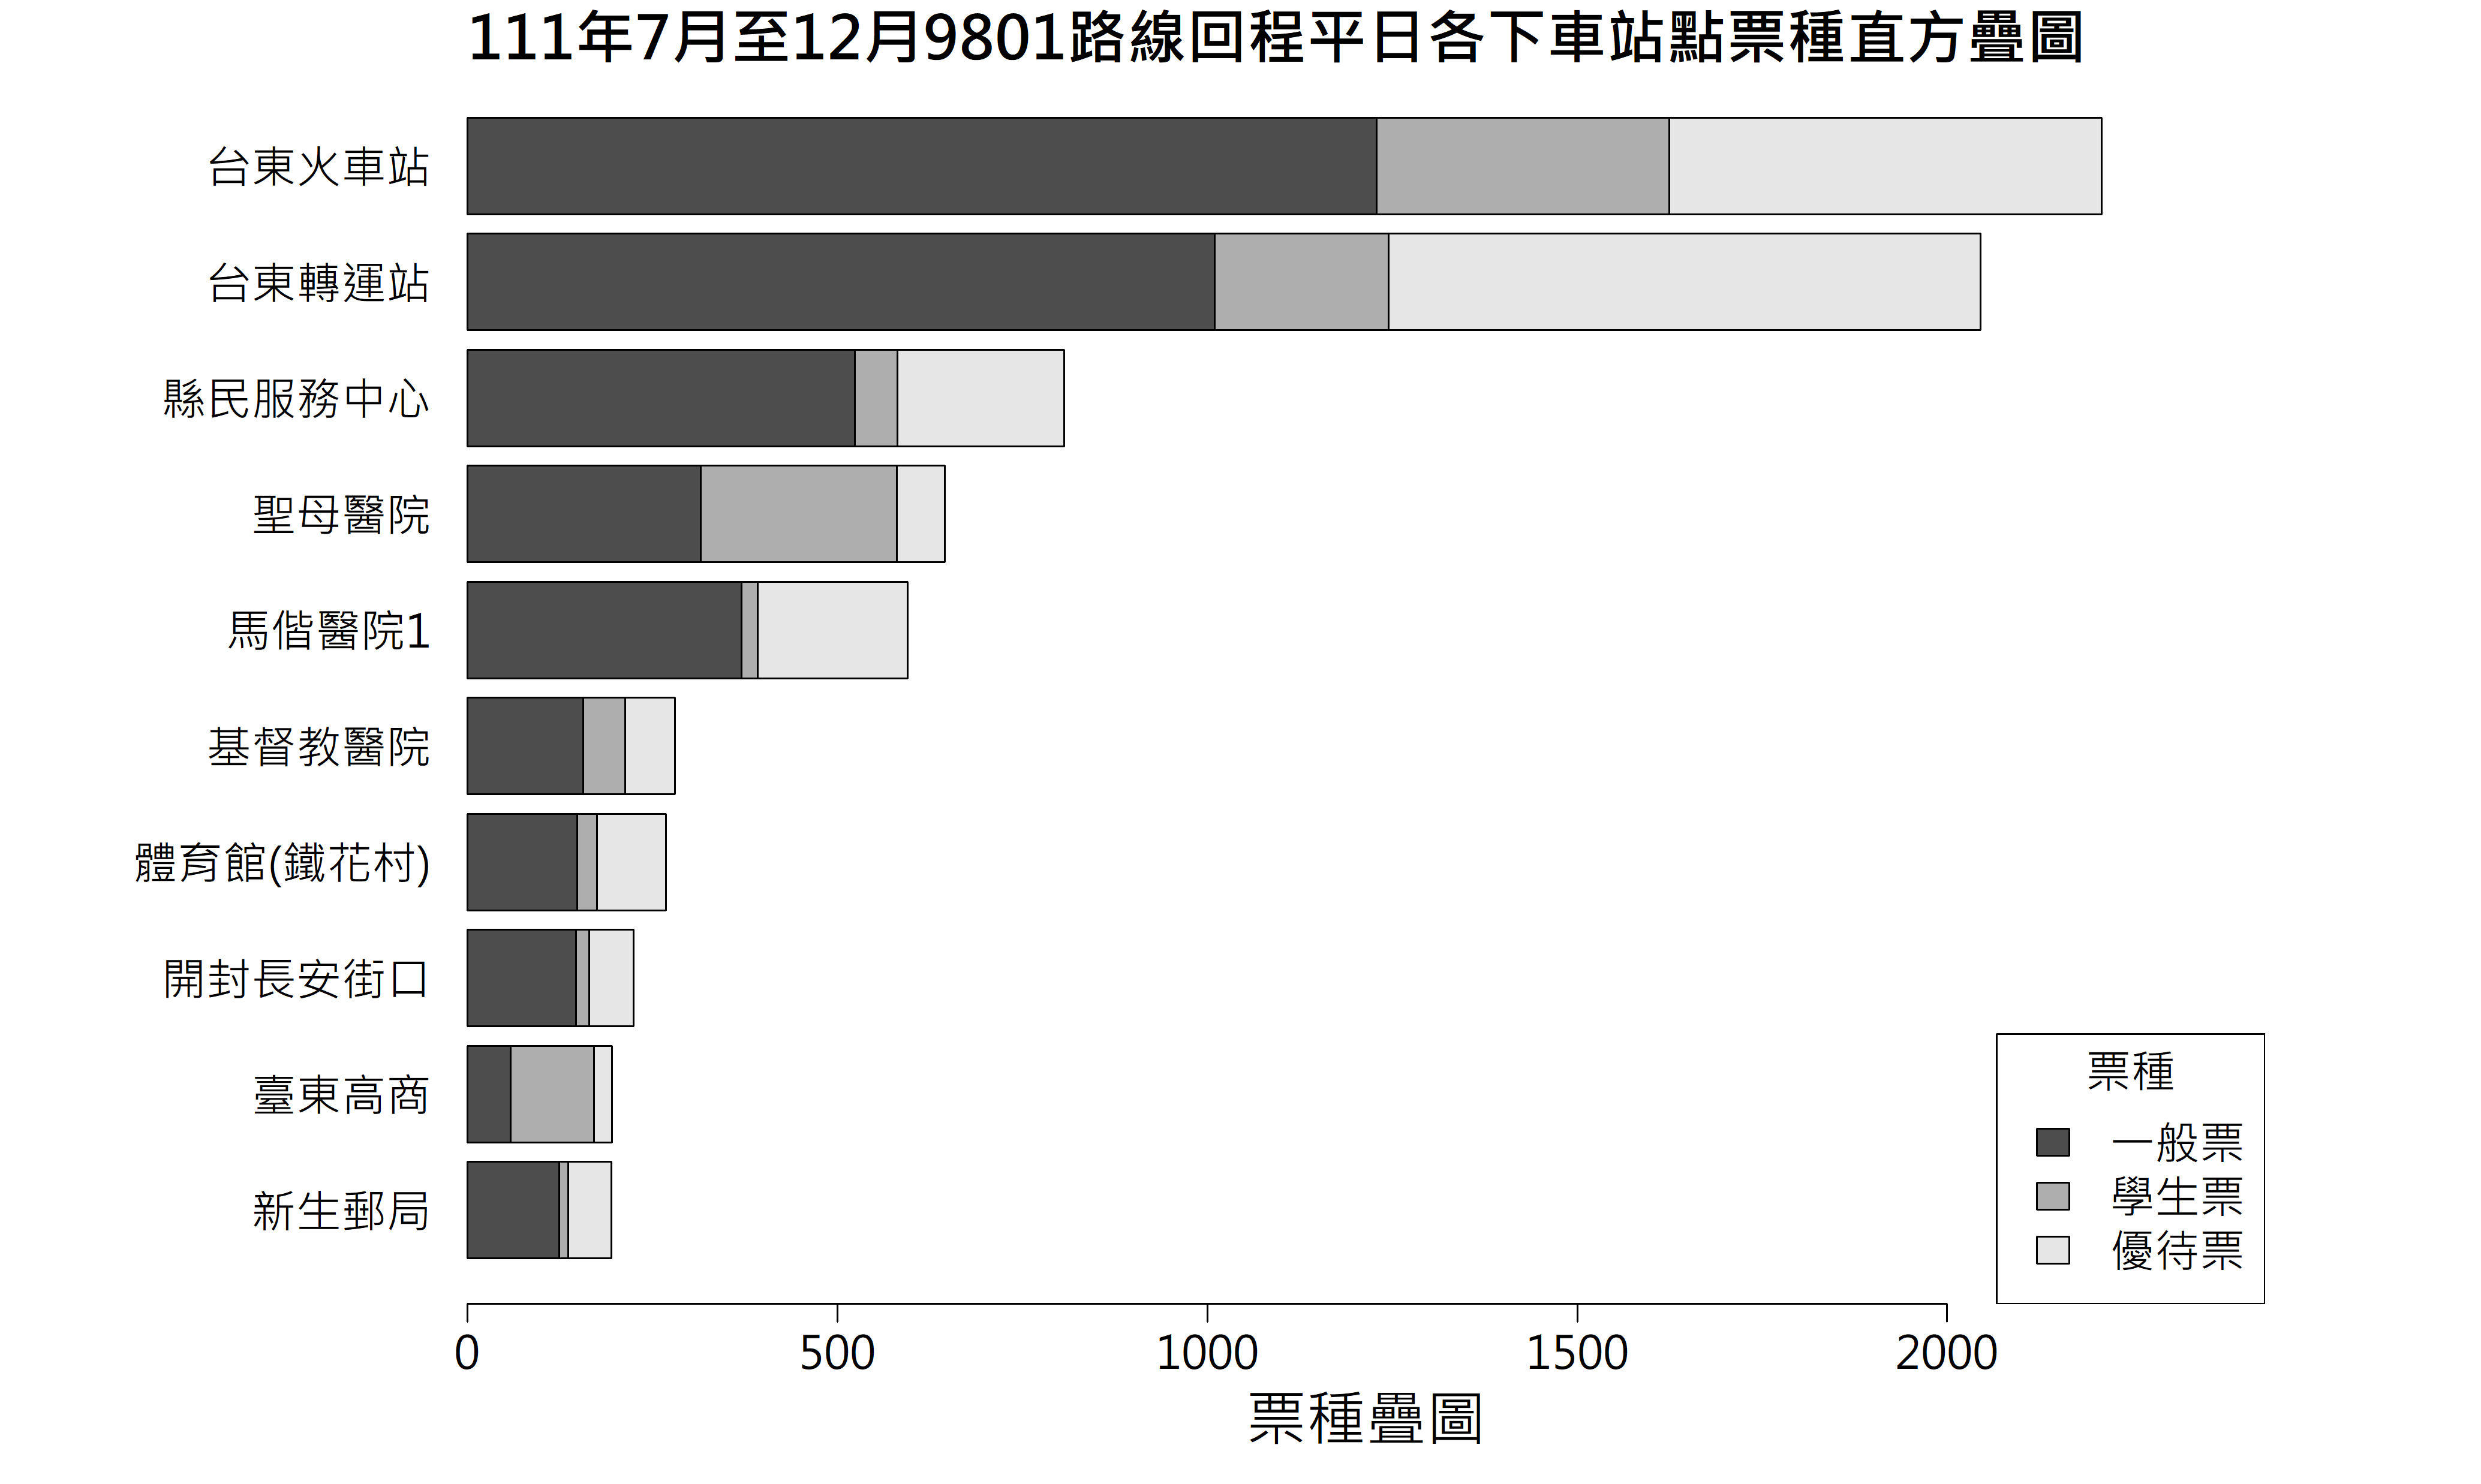 111年7月至12月9801路線回程平日各下車站點票種直方疊圖
台東火車站
台東轉運站
縣民服務中心
聖母醫院
馬偕醫院1
基督教醫院
體育館(鐵花村)
開封長安街口
臺東高商
新生郵局
票種
一般票
學生票
優待票
0 500 1000 1500 2000
票種疊圖